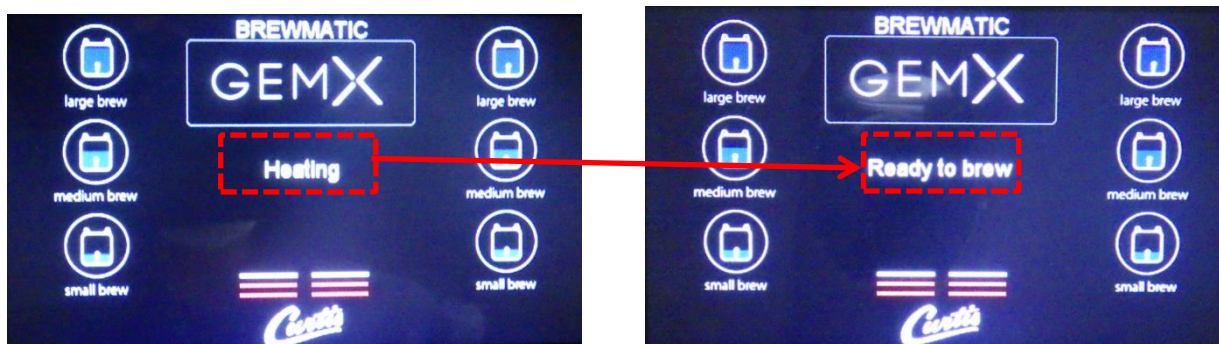 BREWMATIC
GEMX
large brew
large brew
Heating
medium brew
medium brew
small brew
small brew
Curtis
BREWMATIC
GEMX
large brew
large brew
Ready to brew
medium brew
medium brew
small brew
small brew
Curtis